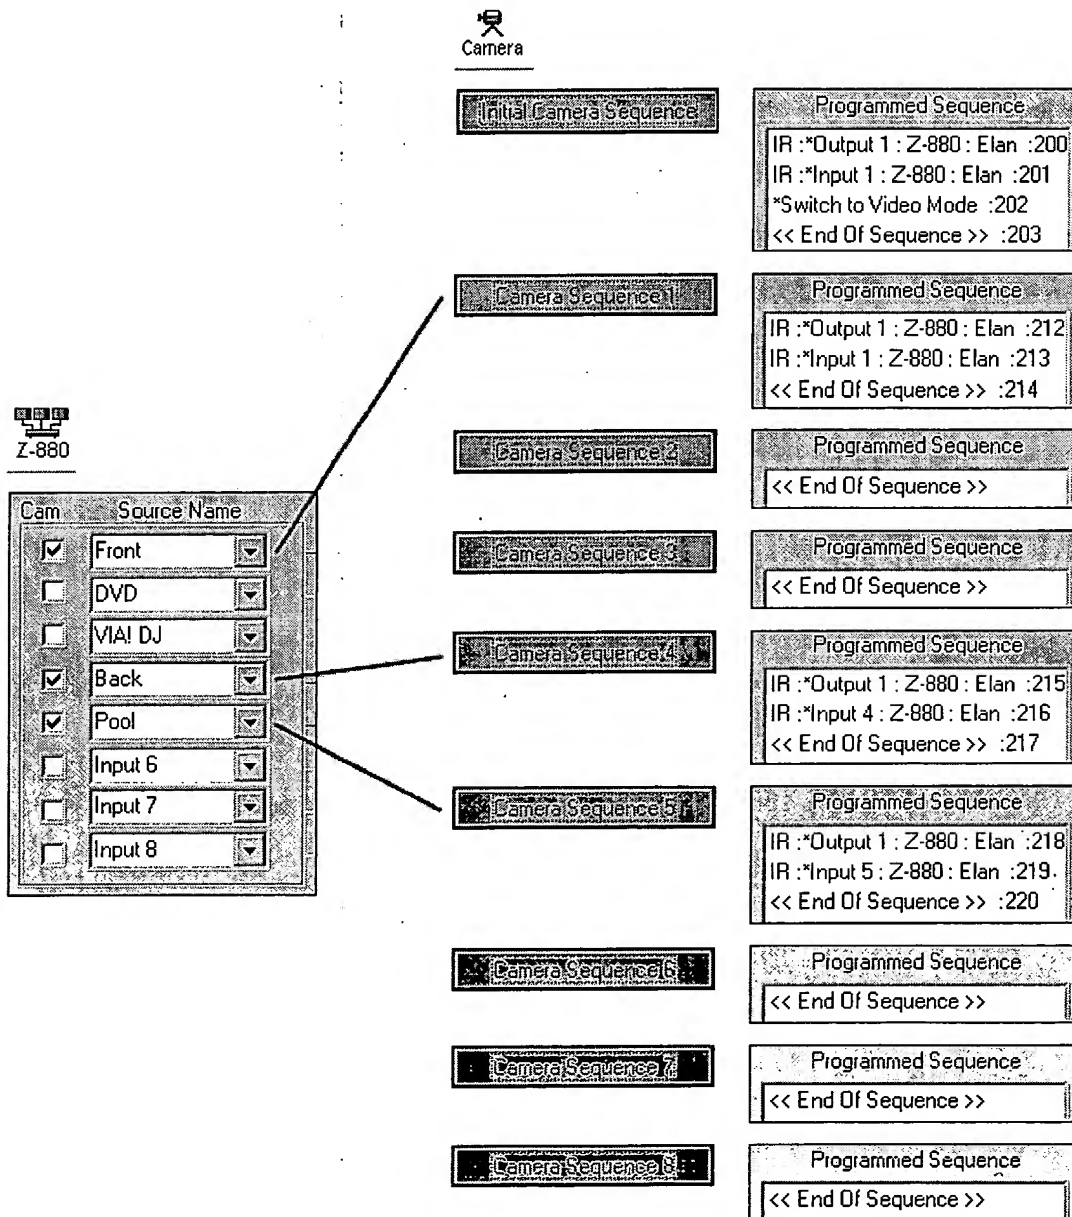 Camera
Initial Camera Sequence
Programmed Sequence
IR :*Output 1 : Z-880 : Elan :200
IR :*Input 1 : Z-880 : Elan :201
*Switch to Video Mode :202
<< End Of Sequence >> :203
Camera Sequence 1
Programmed Sequence
IR :*Output 1 : Z-880 : Elan :212
IR :*Input 1 : Z-880 : Elan :213
<< End Of Sequence >> :214
Z-880
Cam Source Name
Front
DVD
VIA! DJ
Back
Pool
Input 6
Input 7
Input 8
Camera Sequence 2
Programmed Sequence
<< End Of Sequence >>
Camera Sequence 3
Programmed Sequence
<< End Of Sequence >>
Camera Sequence 4
Programmed Sequence
IR :*Output 1 : Z-880 : Elan :215
IR :*Input 4 : Z-880 : Elan :216
<< End Of Sequence >> :217
Camera Sequence 5
Programmed Sequence
IR :*Output 1 : Z-880 : Elan :218
IR :*Input 5 : Z-880 : Elan :219
<< End Of Sequence >> :220
Camera Sequence 6
Programmed Sequence
<< End Of Sequence >>
Camera Sequence 7
Programmed Sequence
<< End Of Sequence >>
Camera Sequence 8
Programmed Sequence
<< End Of Sequence >>